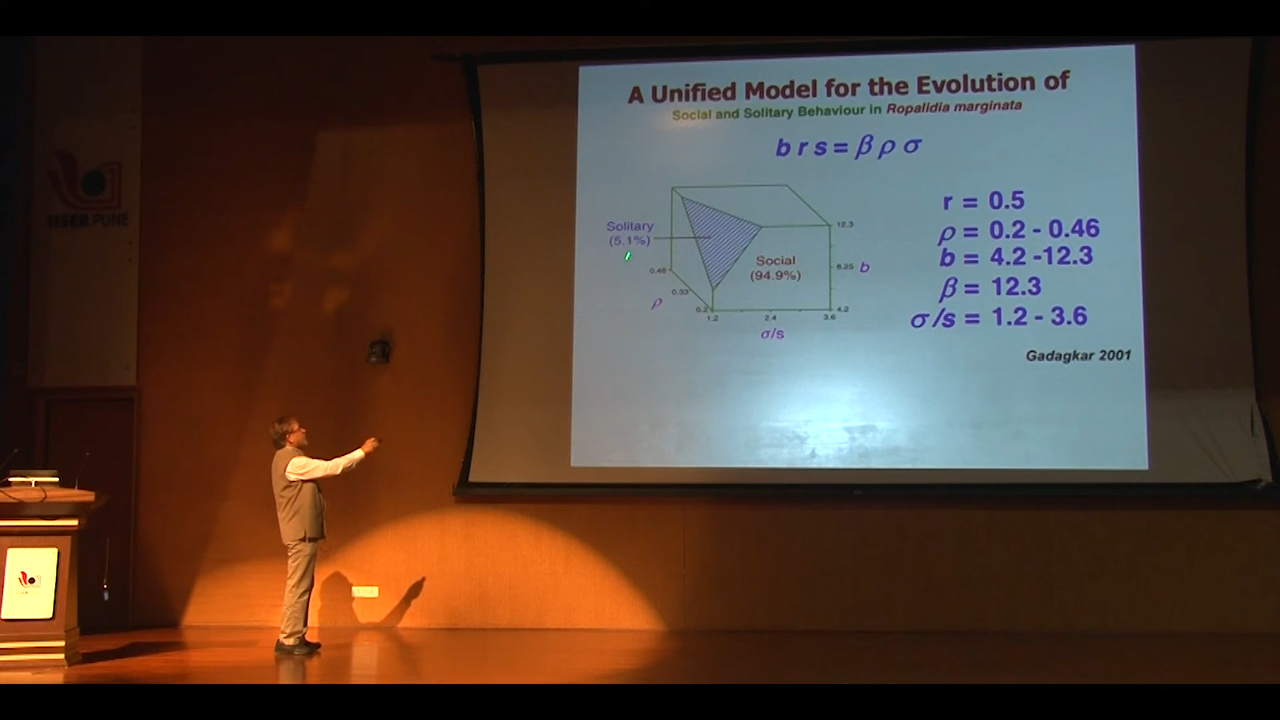 A Unified Model for the Evolution of
Social and Solitary Behaviour in Ropalidia marginata
b r s = β ρ σ
Solitary
(5.1%)
Social
(94.9%)
12.3
8.25
4.2
b
0.46
0.33
0.2
ρ
1.2
2.4
3.6
σ/s
r = 0.5
ρ = 0.2 - 0.46
b = 4.2 -12.3
β = 12.3
σ/s = 1.2 - 3.6
Gadagkar 2001
IISER PUNE